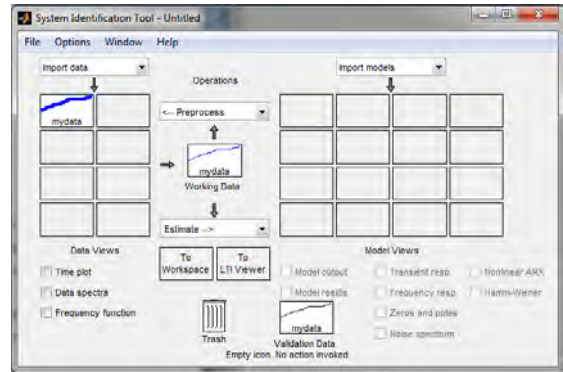 System Identification Tool - Untitled
File Options Window Help
Import data
Import models
Operations
mydata
<-- Preprocess
mydata
Working Data
Estimate -->
Data Views
To Workspace
To LTI Viewer
Model Views
Time plot
Data spectra
Frequency function
Model output
Transient resp
Nonlinear ARX
Model resids
Frequency resp
Hamm-Wiener
Zeros and poles
Noise spectrum
Trash
mydata
Validation Data
Empty icon. No action invoked.